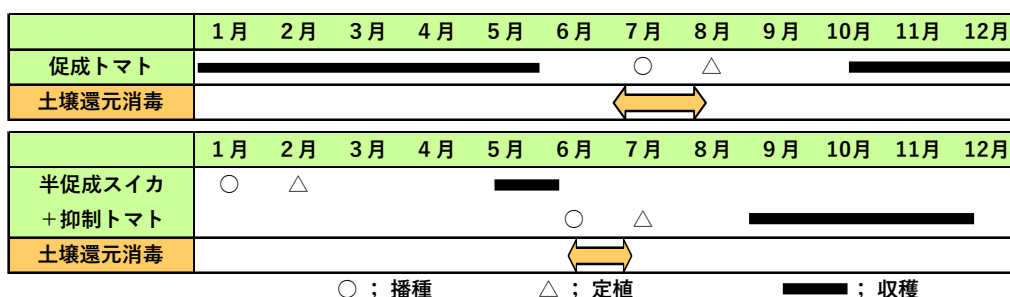 1月 2月 3月 4月 5月 6月 7月 8月 9月 10月 11月 12月
促成トマト ○ △
土壌還元消毒
1月 2月 3月 4月 5月 6月 7月 8月 9月 10月 11月 12月
半促成スイカ ○ △
＋抑制トマト ○ △
土壌還元消毒
○ ; 播種 △ ; 定植 ; 収穫